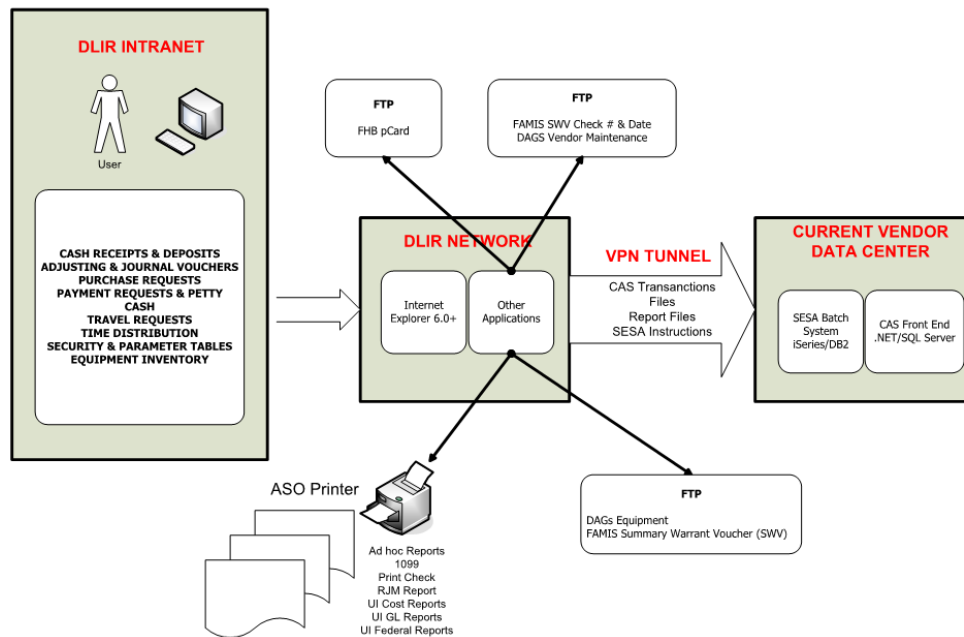 DLIR INTRANET
User
CASH RECEIPTS & DEPOSITS
ADJUSTING & JOURNAL VOUCHERS
PURCHASE REQUESTS
PAYMENT REQUESTS & PETTY
CASH
TRAVEL REQUESTS
TIME DISTRIBUTION
SECURITY & PARAMETER TABLES
EQUIPMENT INVENTORY
FTP
FHB pCard
FTP
FAMIS SWV Check # & Date
DAGS Vendor Maintenance
DLIR NETWORK
Internet
Explorer 6.0+
Other
Applications
VPN TUNNEL
CAS Transanctions
Files
Report Files
SESA Instructions
CURRENT VENDOR
DATA CENTER
SESA Batch
System
iSeries/DB2
CAS Front End
.NET/SQL Server
ASO Printer
Ad hoc Reports
1099
Print Check
RJM Report
UI Cost Reports
UI GL Reports
UI Federal Reports
FTP
DAGs Equipment
FAMIS Summary Warrant Voucher (SWV)